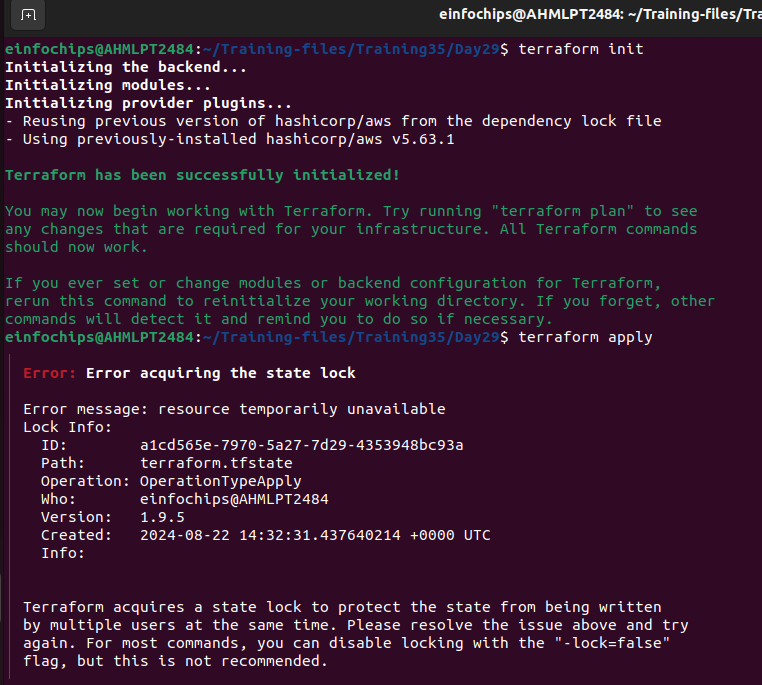 einfochips@AHMLPT2484: ~/Training-files/Tra
einfochips@AHMLPT2484:~/Training-files/Training35/Day29$ terraform init
Initializing the backend...
Initializing modules...
Initializing provider plugins...
- Reusing previous version of hashicorp/aws from the dependency lock file
- Using previously-installed hashicorp/aws v5.63.1
Terraform has been successfully initialized!
You may now begin working with Terraform. Try running "terraform plan" to see
any changes that are required for your infrastructure. All Terraform commands
should now work.
If you ever set or change modules or backend configuration for Terraform,
rerun this command to reinitialize your working directory. If you forget, other
commands will detect it and remind you to do so if necessary.
einfochips@AHMLPT2484:~/Training-files/Training35/Day29$ terraform apply
Error: Error acquiring the state lock
Error message: resource temporarily unavailable
Lock Info:
ID: a1cd565e-7970-5a27-7d29-4353948bc93a
Path: terraform.tfstate
Operation: OperationTypeApply
Who: einfochips@AHMLPT2484
Version: 1.9.5
Created: 2024-08-22 14:32:31.437640214 +0000 UTC
Info:
Terraform acquires a state lock to protect the state from being written
by multiple users at the same time. Please resolve the issue above and try
again. For most commands, you can disable locking with the "-lock=false"
flag, but this is not recommended.